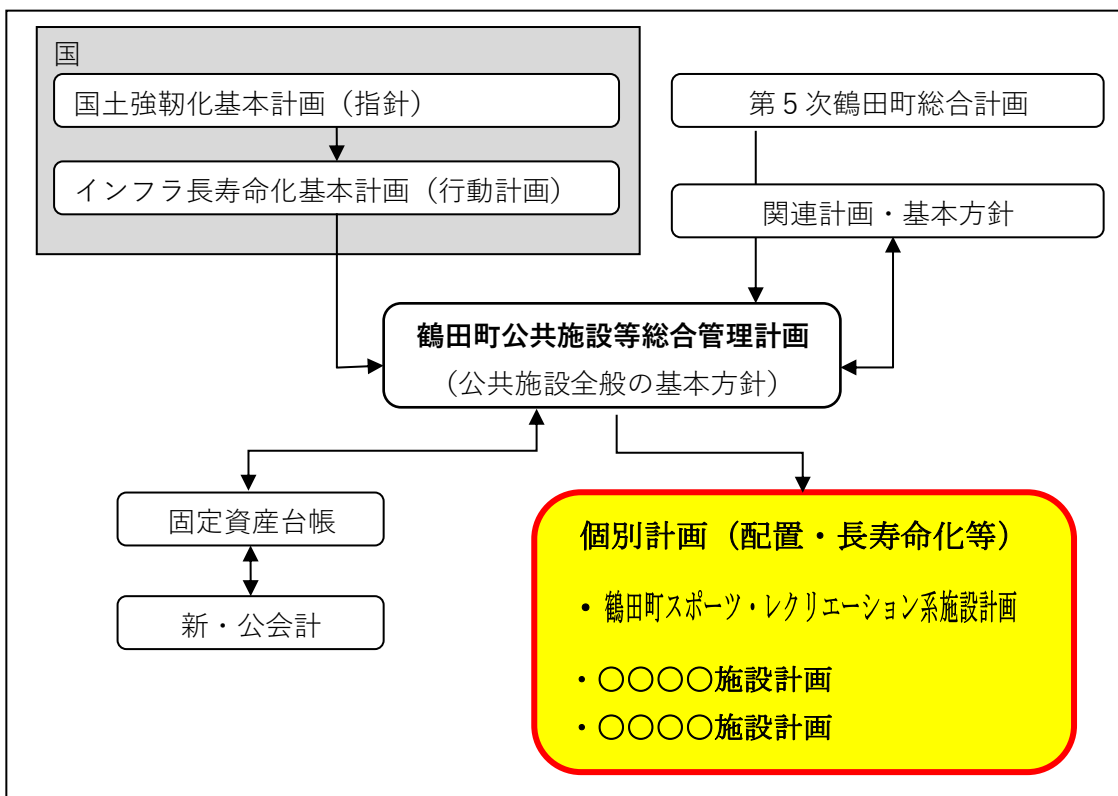 国
国土強靭化基本計画（指針）
インフラ長寿命化基本計画（行動計画）
第5次鶴田町総合計画
関連計画・基本方針
鶴田町公共施設等総合管理計画
（公共施設全般の基本方針）
固定資産台帳
新・公会計
個別計画（配置・長寿命化等）
・鶴田町スポーツ・レクリエーション系施設計画
・〇〇〇〇施設計画
・〇〇〇〇施設計画